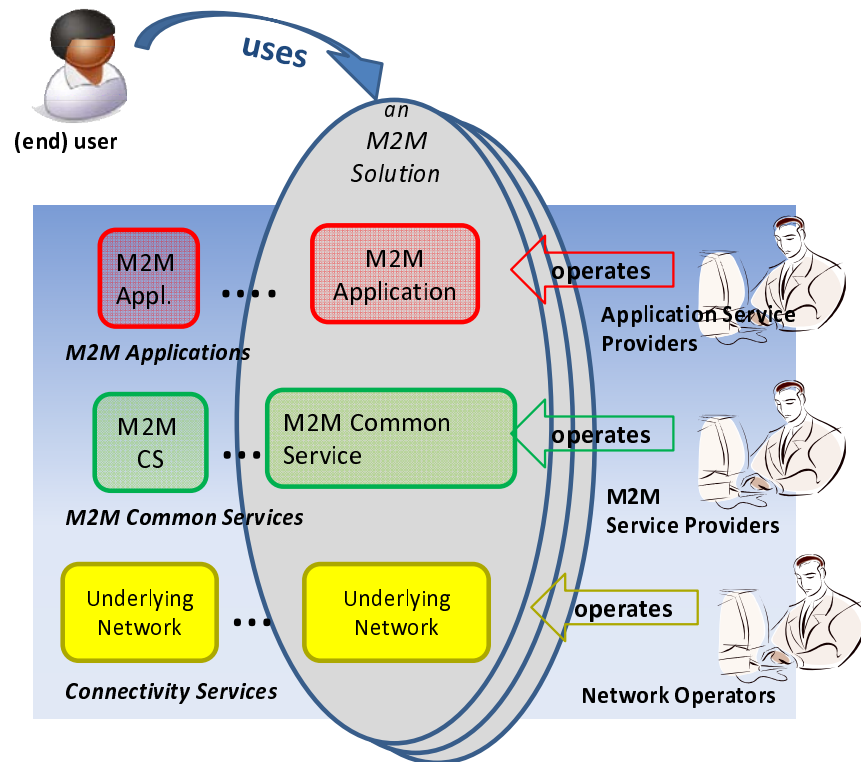 uses
(end) user
an
M2M
Solution
M2M
Appl.
....
M2M
Application
operates
Application Service
Providers
M2M Applications
M2M
CS
...
M2M Common
Service
operates
M2M
Service Providers
M2M Common Services
Underlying
Network
...
Underlying
Network
operates
Connectivity Services
Network Operators